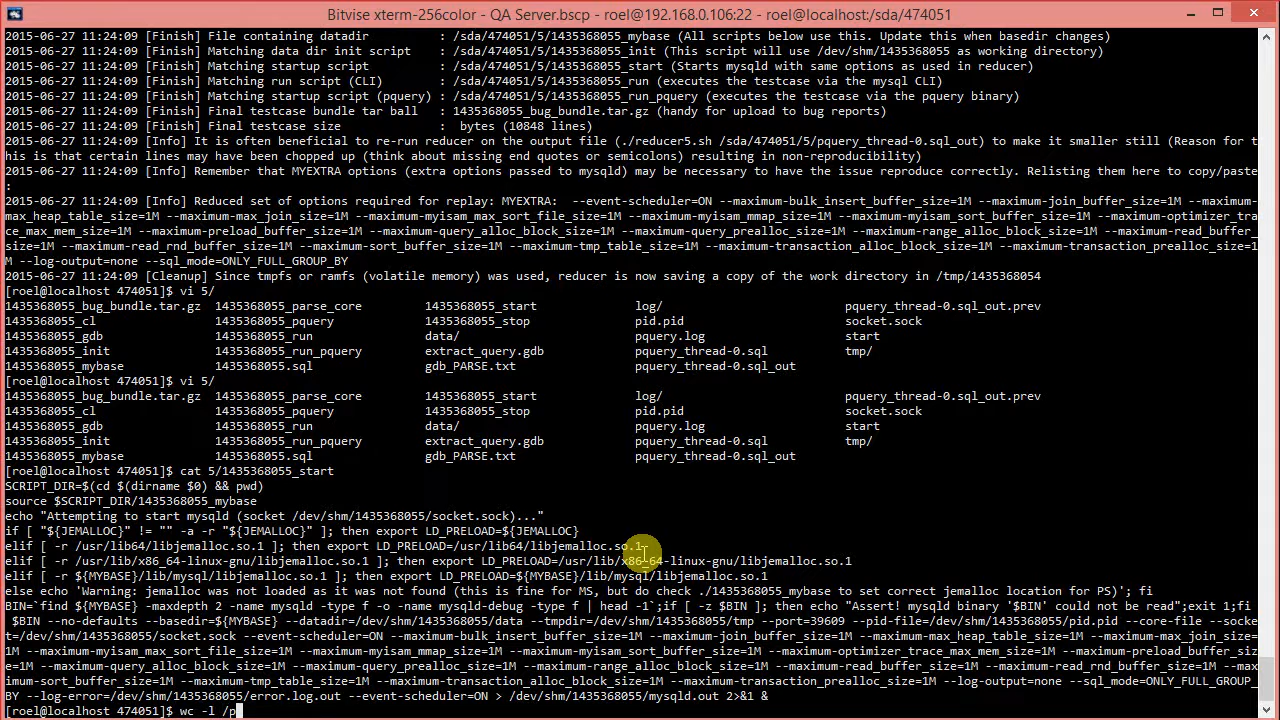 Bitvise xterm-256color - QA Server.bscp - roel@192.168.0.106:22 - roel@localhost:/sda/474051
2015-06-27 11:24:09 [Finish] File containing datadir : /sda/474051/5/1435368055_mybase (All scripts below use this. Update this when basedir changes)
2015-06-27 11:24:09 [Finish] Matching data dir init script : /sda/474051/5/1435368055_init (This script will use /dev/shm/1435368055 as working directory)
2015-06-27 11:24:09 [Finish] Matching startup script : /sda/474051/5/1435368055_start (Starts mysqld with same options as used in reducer)
2015-06-27 11:24:09 [Finish] Matching run script (CLI) : /sda/474051/5/1435368055_run (executes the testcase via the mysql CLI)
2015-06-27 11:24:09 [Finish] Matching startup script (pquery) : /sda/474051/5/1435368055_run_pquery (executes the testcase via the pquery binary)
2015-06-27 11:24:09 [Finish] Final testcase bundle tar ball : 1435368055_bug_bundle.tar.gz (handy for upload to bug reports)
2015-06-27 11:24:09 [Finish] Final testcase size : bytes (10848 lines)
2015-06-27 11:24:09 [Info] It is often beneficial to re-run reducer on the output file (./reducer5.sh /sda/474051/5/pquery_thread-0.sql_out) to make it smaller still (Reason for t
his is that certain lines may have been chopped up (think about missing end quotes or semicolons) resulting in non-reproducibility)
2015-06-27 11:24:09 [Info] Remember that MYEXTRA options (extra options passed to mysqld) may be necessary to have the issue reproduce correctly. Relisting them here to copy/paste
:
2015-06-27 11:24:09 [Info] Reduced set of options required for replay: MYEXTRA: --event-scheduler=ON --maximum-bulk_insert_buffer_size=1M --maximum-join_buffer_size=1M --maximum-
max_heap_table_size=1M --maximum-max_join_size=1M --maximum-myisam_max_sort_file_size=1M --maximum-myisam_mmap_size=1M --maximum-myisam_sort_buffer_size=1M --maximum-optimizer_tra
ce_max_mem_size=1M --maximum-preload_buffer_size=1M --maximum-query_alloc_block_size=1M --maximum-query_prealloc_size=1M --maximum-range_alloc_block_size=1M --maximum-read_buffer_
size=1M --maximum-read_rnd_buffer_size=1M --maximum-sort_buffer_size=1M --maximum-tmp_table_size=1M --maximum-transaction_alloc_block_size=1M --maximum-transaction_prealloc_size=1
M --log-output=none --sql_mode=ONLY_FULL_GROUP_BY
2015-06-27 11:24:09 [Cleanup] Since tmpfs or ramfs (volatile memory) was used, reducer is now saving a copy of the work directory in /tmp/1435368054
[roel@localhost 474051]$ vi 5/
1435368055_bug_bundle.tar.gz 1435368055_parse_core 1435368055_start log/ pquery_thread-0.sql_out.prev
1435368055_cl 1435368055_pquery 1435368055_stop pid.pid socket.sock
1435368055_gdb 1435368055_run data/ pquery.log start
1435368055_init 1435368055_run_pquery extract_query.gdb pquery_thread-0.sql tmp/
1435368055_mybase 1435368055.sql gdb_PARSE.txt pquery_thread-0.sql_out
[roel@localhost 474051]$ vi 5/
1435368055_bug_bundle.tar.gz 1435368055_parse_core 1435368055_start log/ pquery_thread-0.sql_out.prev
1435368055_cl 1435368055_pquery 1435368055_stop pid.pid socket.sock
1435368055_gdb 1435368055_run data/ pquery.log start
1435368055_init 1435368055_run_pquery extract_query.gdb pquery_thread-0.sql tmp/
1435368055_mybase 1435368055.sql gdb_PARSE.txt pquery_thread-0.sql_out
[roel@localhost 474051]$ cat 5/1435368055_start
SCRIPT_DIR=$(cd $(dirname $0) && pwd)
source $SCRIPT_DIR/1435368055_mybase
echo "Attempting to start mysqld (socket /dev/shm/1435368055/socket.sock)..."
if [ "${JEMALLOC}" != "" -a -r "${JEMALLOC}" ]; then export LD_PRELOAD=${JEMALLOC}
elif [ -r /usr/lib64/libjemalloc.so.1 ]; then export LD_PRELOAD=/usr/lib64/libjemalloc.so.1
elif [ -r /usr/lib/x86_64-linux-gnu/libjemalloc.so.1 ]; then export LD_PRELOAD=/usr/lib/x86_64-linux-gnu/libjemalloc.so.1
elif [ -r ${MYBASE}/lib/mysql/libjemalloc.so.1 ]; then export LD_PRELOAD=${MYBASE}/lib/mysql/libjemalloc.so.1
else echo 'Warning: jemalloc was not loaded as it was not found (this is fine for MS, but do check ./1435368055_mybase to set correct jemalloc location for PS)'; fi
BIN=`find ${MYBASE} -maxdepth 2 -name mysqld -type f -o -name mysqld-debug -type f | head -1`;if [ -z $BIN ]; then echo "Assert! mysqld binary '$BIN' could not be read";exit 1;fi
$BIN --no-defaults --basedir=${MYBASE} --datadir=/dev/shm/1435368055/data --tmpdir=/dev/shm/1435368055/tmp --port=39609 --pid-file=/dev/shm/1435368055/pid.pid --core-file --socke
t=/dev/shm/1435368055/socket.sock --event-scheduler=ON --maximum-bulk_insert_buffer_size=1M --maximum-join_buffer_size=1M --maximum-max_heap_table_size=1M --maximum-max_join_size=
1M --maximum-myisam_max_sort_file_size=1M --maximum-myisam_mmap_size=1M --maximum-myisam_sort_buffer_size=1M --maximum-optimizer_trace_max_mem_size=1M --maximum-preload_buffer_siz
e=1M --maximum-query_alloc_block_size=1M --maximum-query_prealloc_size=1M --maximum-range_alloc_block_size=1M --maximum-read_buffer_size=1M --maximum-read_rnd_buffer_size=1M --max
imum-sort_buffer_size=1M --maximum-tmp_table_size=1M --maximum-transaction_alloc_block_size=1M --maximum-transaction_prealloc_size=1M --log-output=none --sql_mode=ONLY_FULL_GROUP_
BY --log-error=/dev/shm/1435368055/error.log.out --event-scheduler=ON > /dev/shm/1435368055/mysqld.out 2>&1 &
[roel@localhost 474051]$ wc -l /p